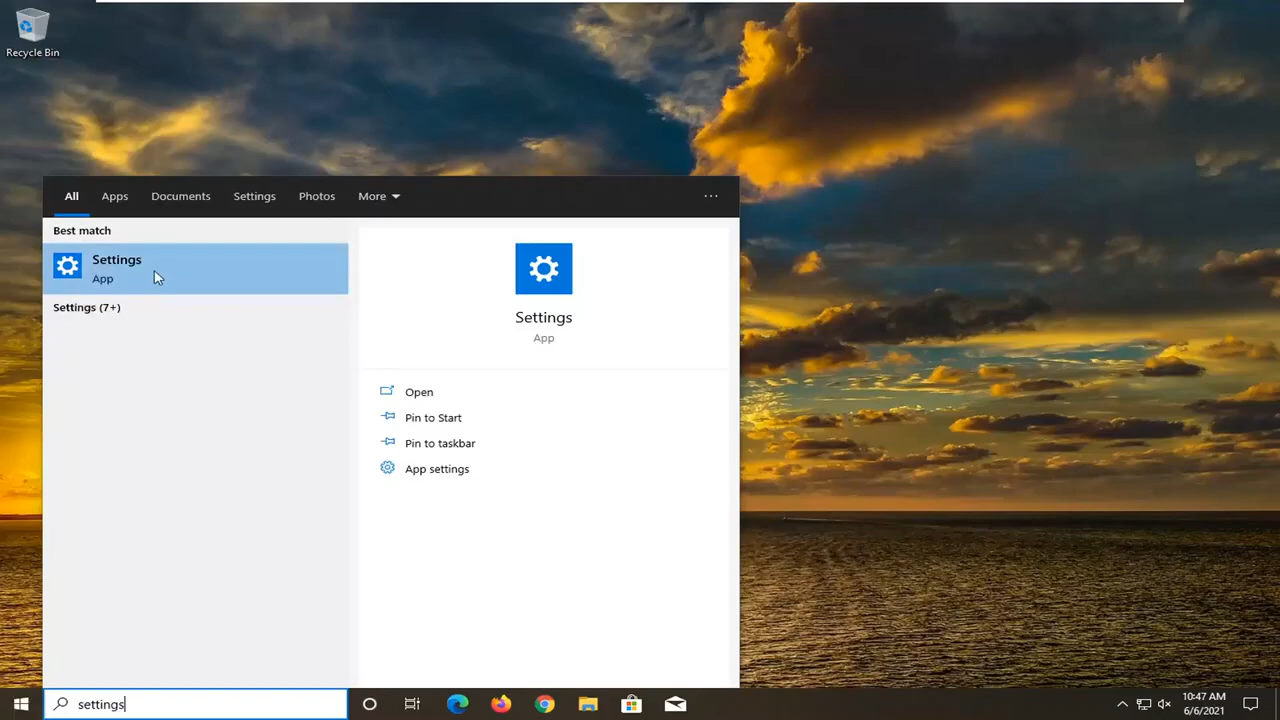 Recycle Bin
All Apps Documents Settings Photos More ...
Best match
Settings
App
Settings (7+)
Settings
App
Open
Pin to Start
Pin to taskbar
App settings
settings
10:47 AM
6/6/2021